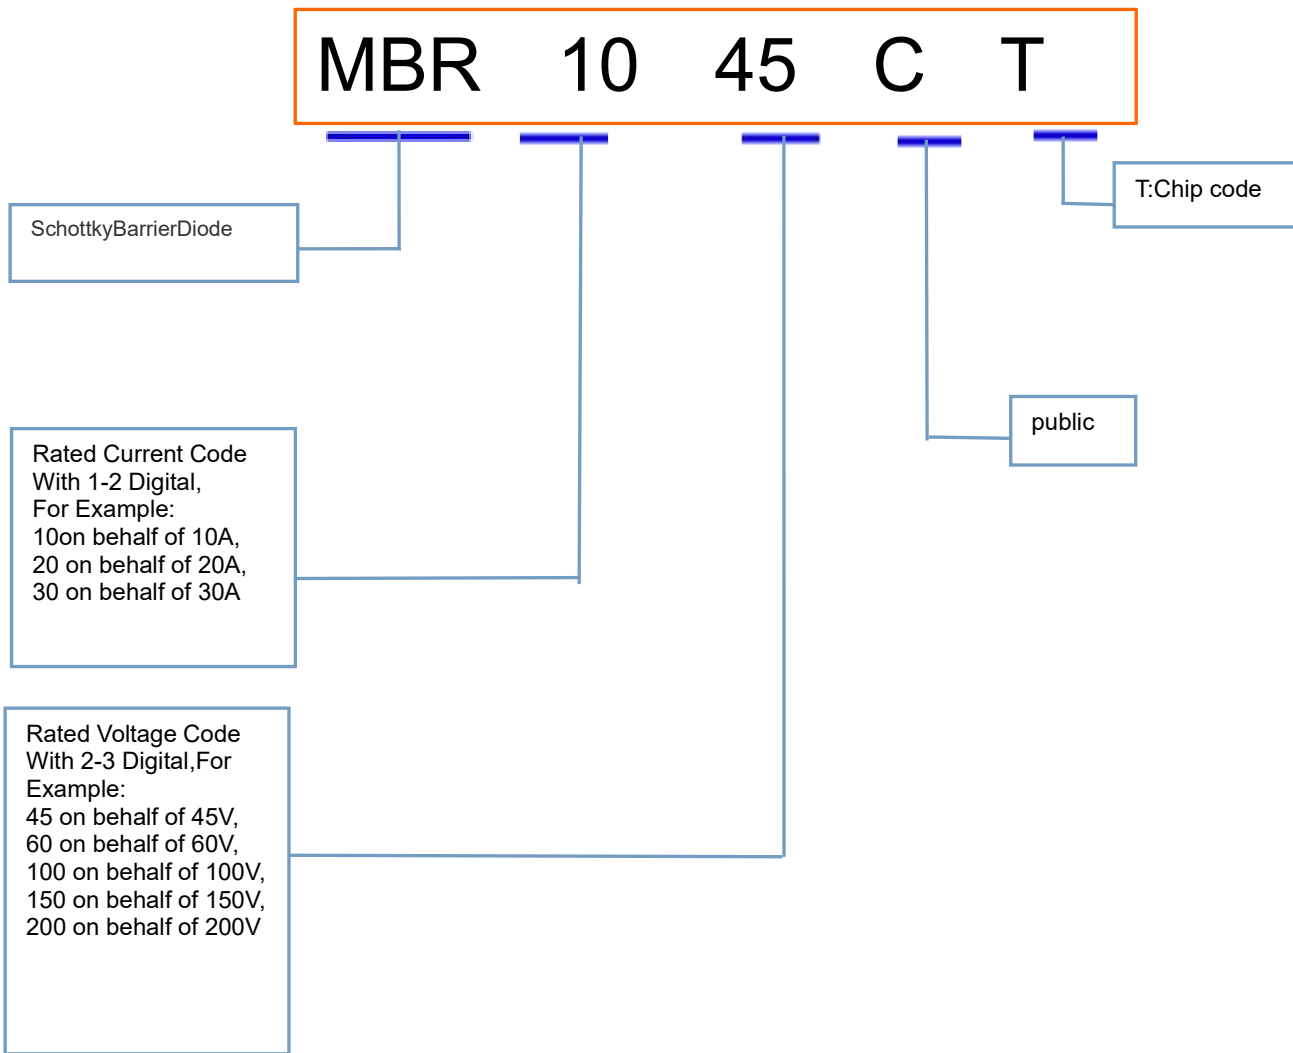 MBR 10 45 C T
T:Chip code
SchottkyBarrierDiode
public
Rated Current Code
With 1-2 Digital,
For Example:
10on behalf of 10A,
20 on behalf of 20A,
30 on behalf of 30A
Rated Voltage Code
With 2-3 Digital,For
Example:
45 on behalf of 45V,
60 on behalf of 60V,
100 on behalf of 100V,
150 on behalf of 150V,
200 on behalf of 200V